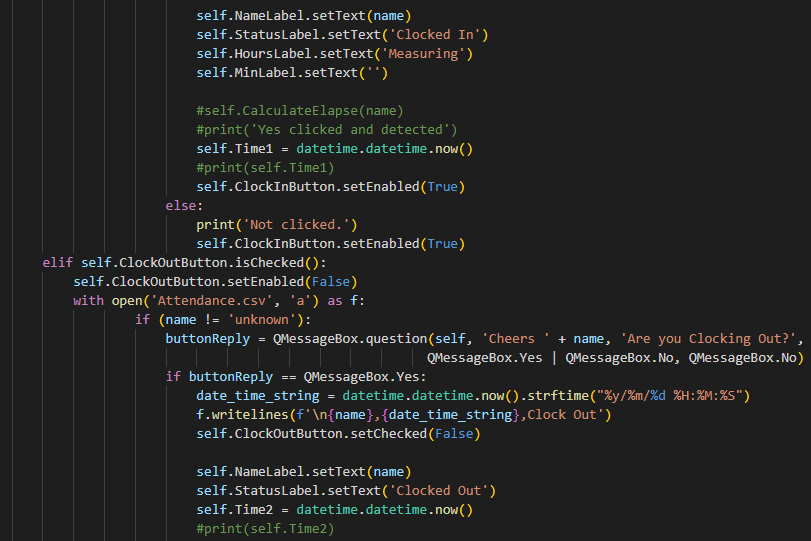 self.NameLabel.setText(name)
self.StatusLabel.setText('Clocked In')
self.HoursLabel.setText('Measuring')
self.MinLabel.setText('')
#self.CalculateElapse(name)
#print('Yes clicked and detected')
self.Time1 = datetime.datetime.now()
#print(self.Time1)
self.ClockInButton.setEnabled(True)
else:
print('Not clicked.')
self.ClockInButton.setEnabled(True)
elif self.ClockOutButton.isChecked():
self.ClockOutButton.setEnabled(False)
with open('Attendance.csv', 'a') as f:
if (name != 'unknown'):
buttonReply = QMessageBox.question(self, 'Cheers ' + name, 'Are you Clocking Out?',
QMessageBox.Yes | QMessageBox.No, QMessageBox.No)
if buttonReply == QMessageBox.Yes:
date_time_string = datetime.datetime.now().strftime("%y/%m/%d %H:%M:%S")
f.writelines(f'\n{name},{date_time_string},Clock Out')
self.ClockOutButton.setChecked(False)
self.NameLabel.setText(name)
self.StatusLabel.setText('Clocked Out')
self.Time2 = datetime.datetime.now()
#print(self.Time2)